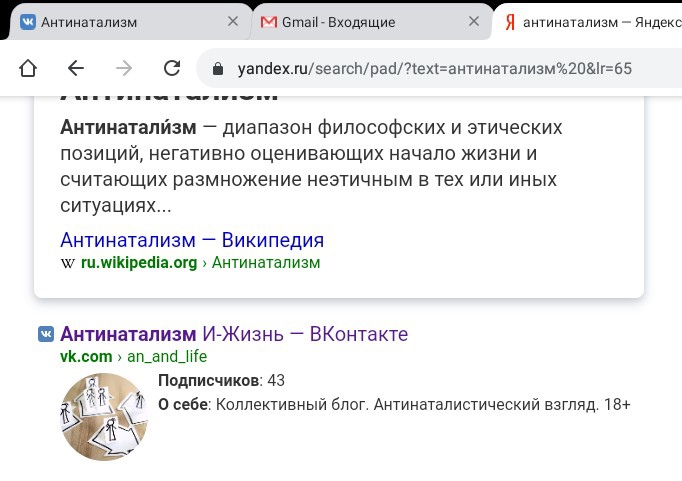 Антинатализм
Gmail - Входящие
антинатализм — Яндекс
yandex.ru/search/pad/?text=антинатализм%20&lr=65
Антинатализм
Антинатали́зм — диапазон философских и этических
позиций, негативно оценивающих начало жизни и
считающих размножение неэтичным в тех или иных
ситуациях...
Антинатализм — Википедия
W ru.wikipedia.org › Антинатализм
Антинатализм И-Жизнь — ВКонтакте
vk.com › an_and_life
Подписчиков: 43
О себе: Коллективный блог. Антинаталистический взгляд. 18+